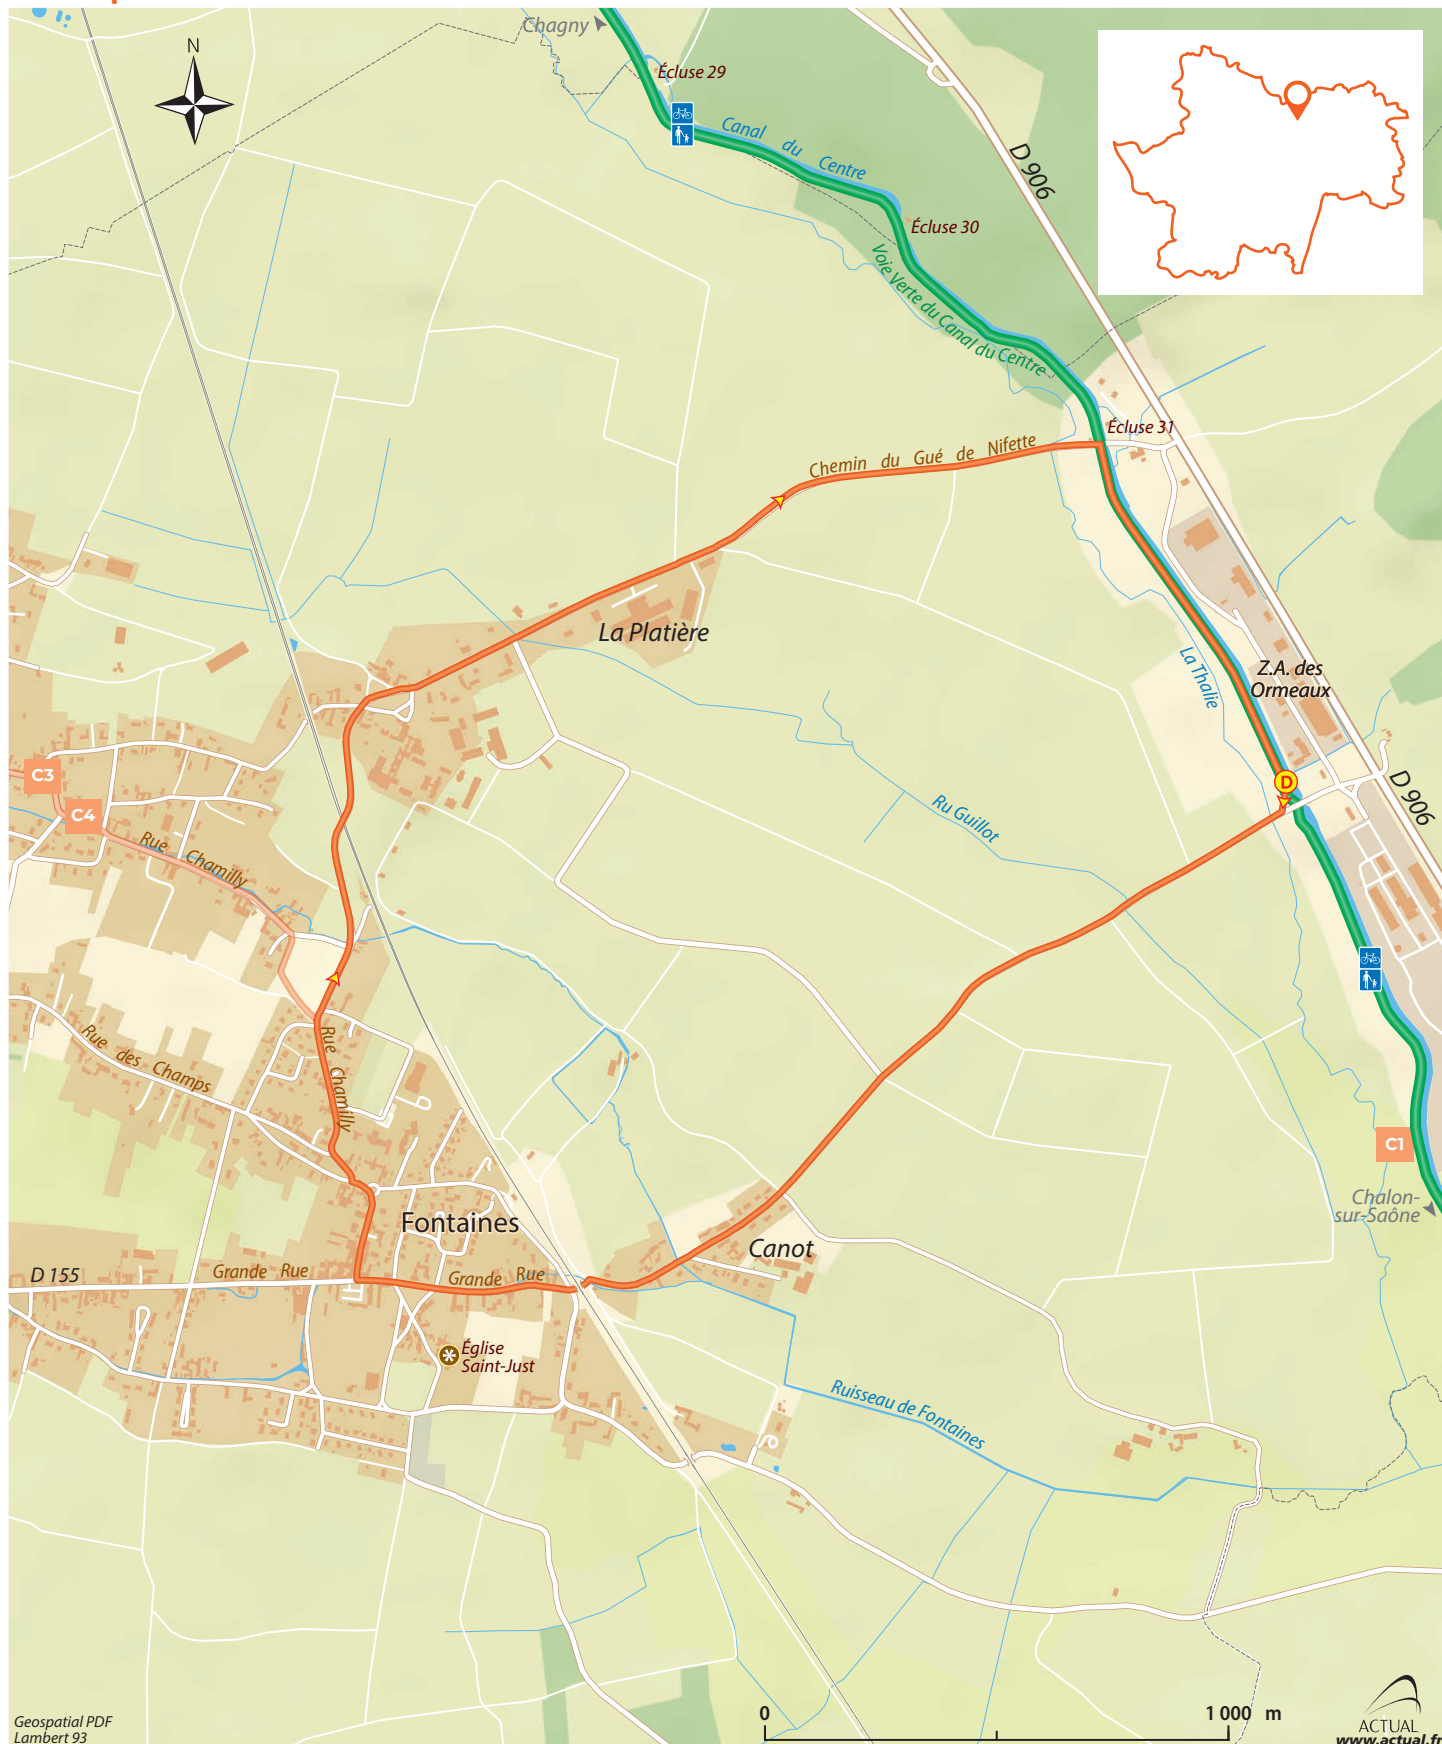 Chagny
N
Écluse 29
Canal du Centre
D 906
Écluse 30
Voie Verte du Canal du Centre
Écluse 31
Chemin du Gué de Nifette
La Platière
La Thalie
Z.A. des
Ormeaux
C3
C4
D
D 906
Rue Chamilly
Ru Guillot
Rue des Champs
Rue Chamilly
C1
Chalon-
sur-Saône
Fontaines
Canot
D 155
Grande Rue
Grande Rue
Église
Saint-Just
Ruisseau de Fontaines
0
1 000 m
Geospatial PDF
Lambert 93
ACTUAL
www.actual.fr